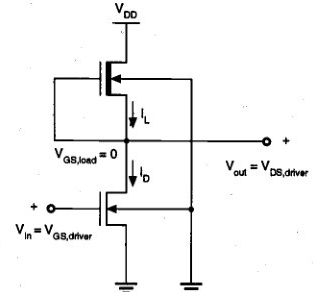 V_DD
I_L
+
V_GS,load = 0
V_out = V_DS,driver
I_D
+
V_in = V_GS,driver